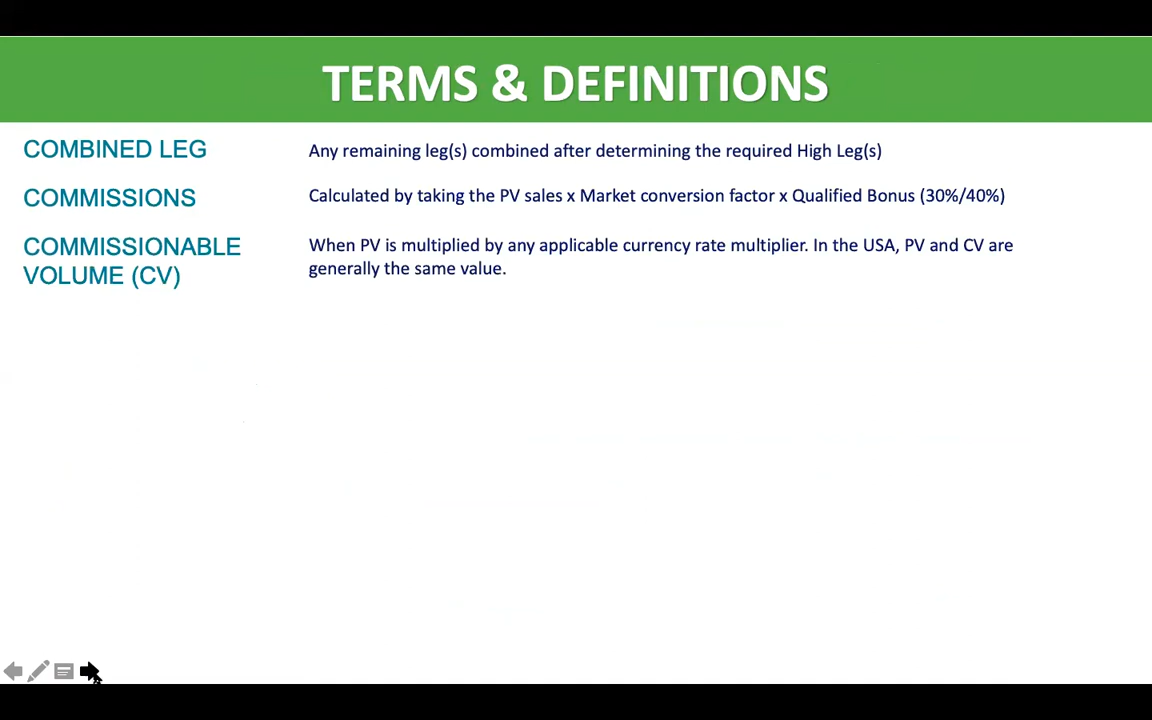 TERMS & DEFINITIONS
COMBINED LEG
Any remaining leg(s) combined after determining the required High Leg(s)
COMMISSIONS
Calculated by taking the PV sales x Market conversion factor x Qualified Bonus (30%/40%)
COMMISSIONABLE
VOLUME (CV)
When PV is multiplied by any applicable currency rate multiplier. In the USA, PV and CV are
generally the same value.